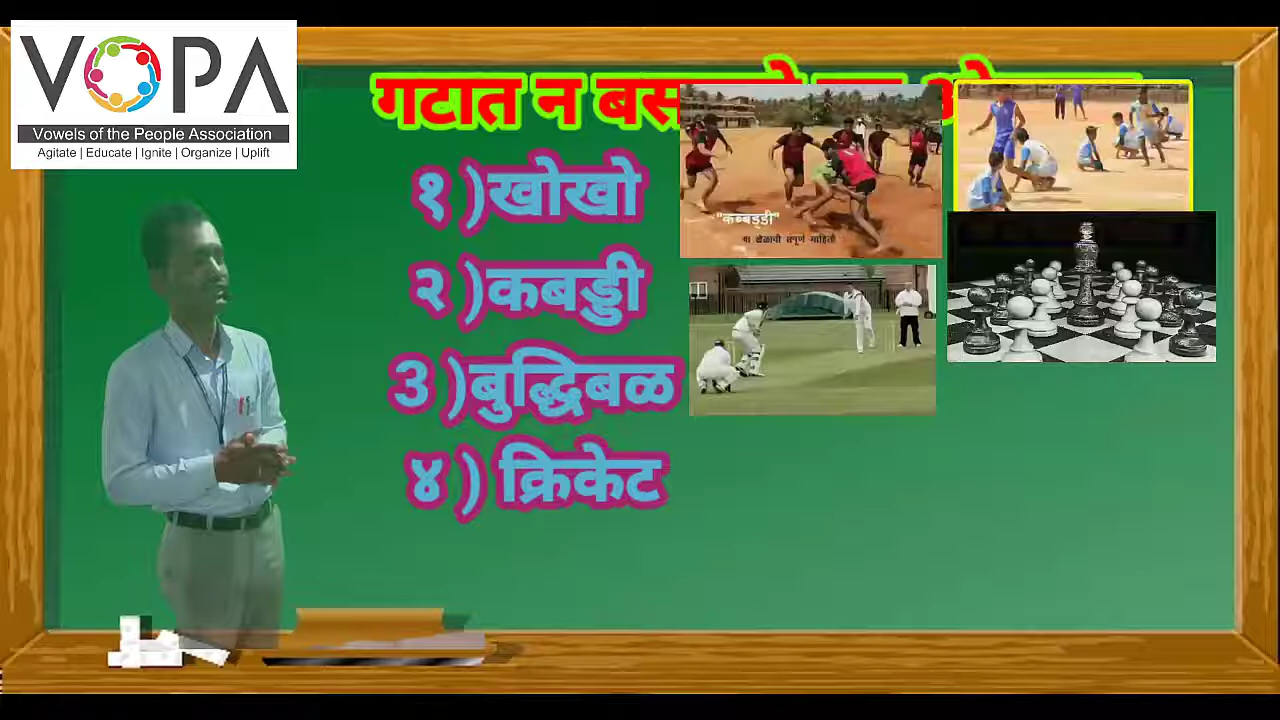 VOPA
Vowels of the People Association
Agitate | Educate | Ignite | Organize | Uplift
गटात न
१ )खोखो
२ )कबड्डी
3 )बुद्धिबळ
४ ) क्रिकेट
"कब्बड्डी"
या खेळाची संपूर्ण माहिती